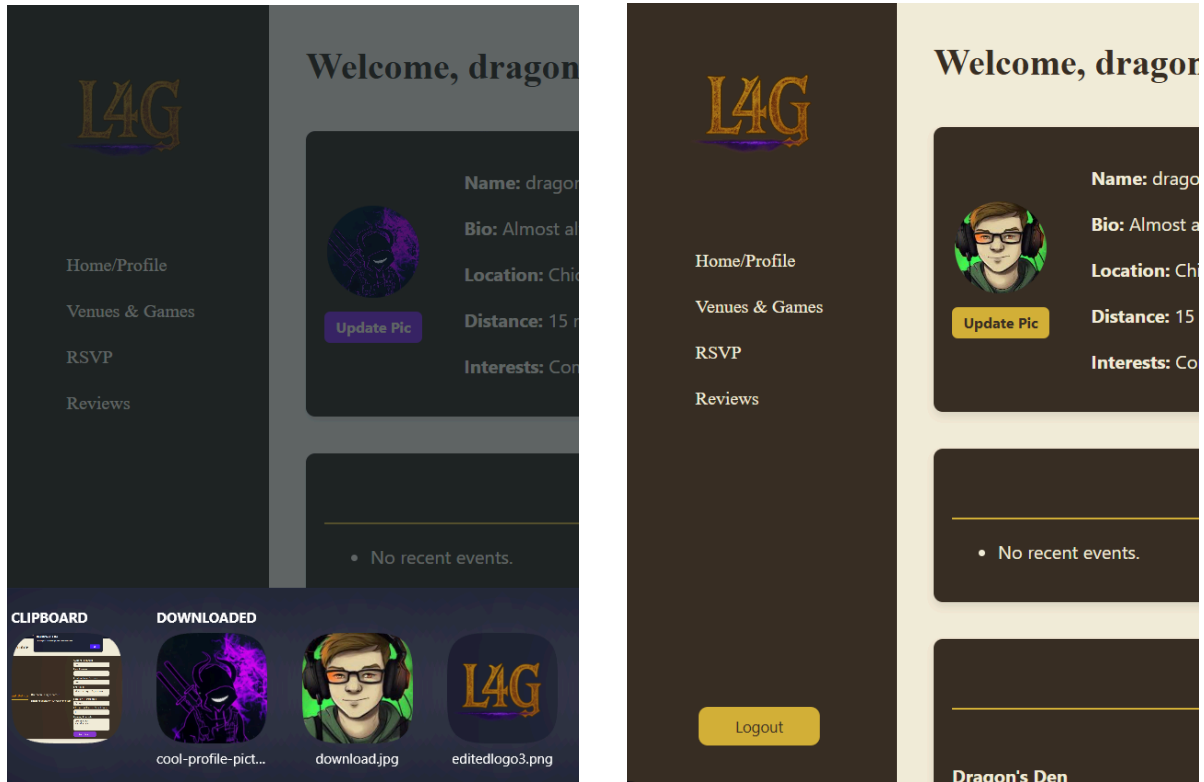 L4G
Welcome, dragon
Name: dragon
Bio: Almost al
Location: Chic
Distance: 15 
Interests: Con
Update Pic
Home/Profile
Venues & Games
RSVP
Reviews
No recent events.
CLIPBOARD
DOWNLOADED
L4G
cool-profile-pict...
download.jpg
editedlogo3.png
L4G
Welcome, dragon
Name: drago
Bio: Almost a
Location: Chi
Distance: 15
Interests: Co
Update Pic
Home/Profile
Venues & Games
RSVP
Reviews
No recent events.
Logout
Dragon's Den